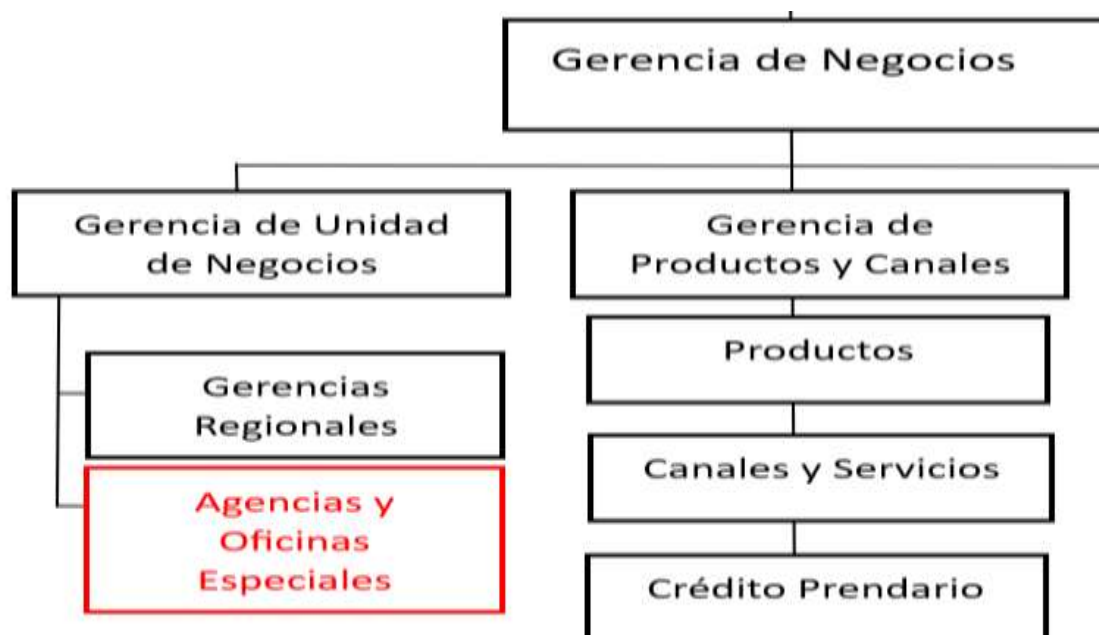 Gerencia de Negocios
Gerencia de Unidad
de Negocios
Gerencias
Regionales
Agencias y
Oficinas
Especiales
Gerencia de
Productos y Canales
Productos
Canales y Servicios
Crédito Prendario